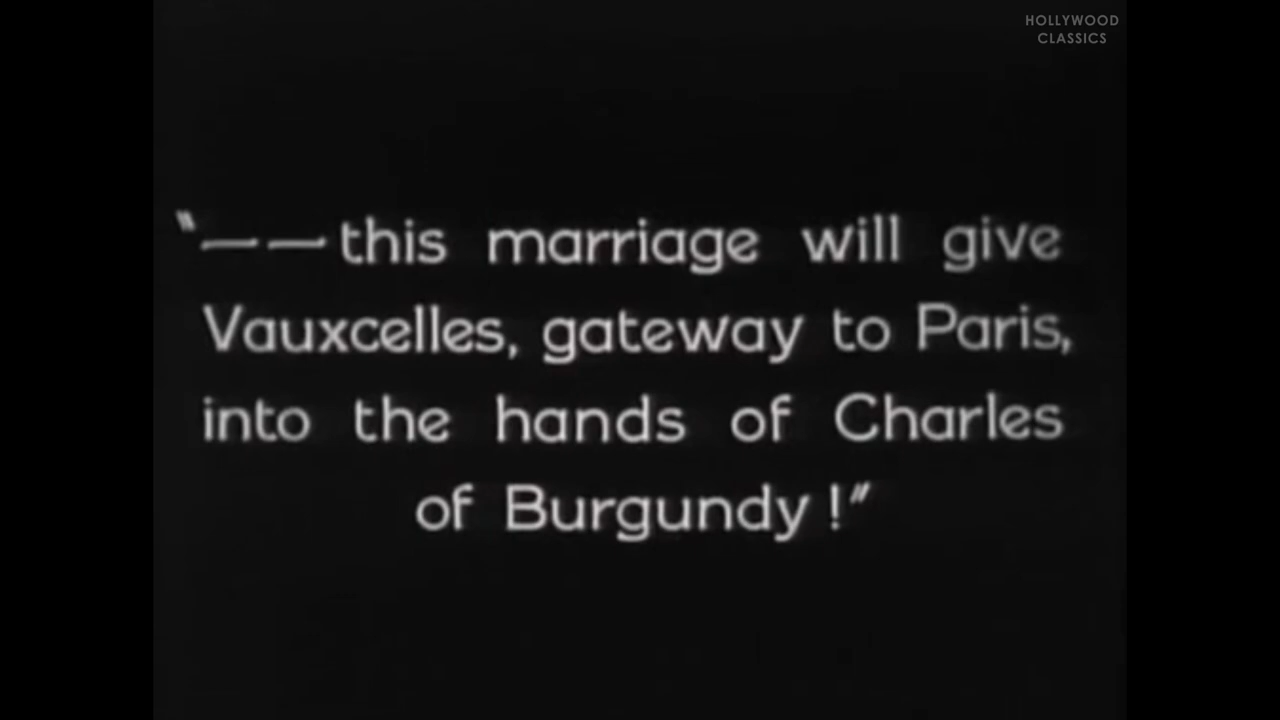 HOLLYWOOD
CLASSICS
"——this marriage will give
Vauxcelles, gateway to Paris,
into the hands of Charles
of Burgundy!"